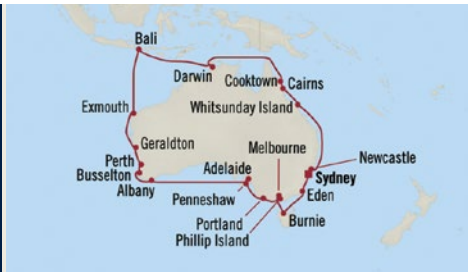 Bali
Darwin
Cooktown
Cairns
Exmouth
Whitsunday Island
Geraldton
Melbourne
Newcastle
Perth
Adelaide
Sydney
Busselton
Albany
Penneshaw
Eden
Portland
Burnie
Phillip Island